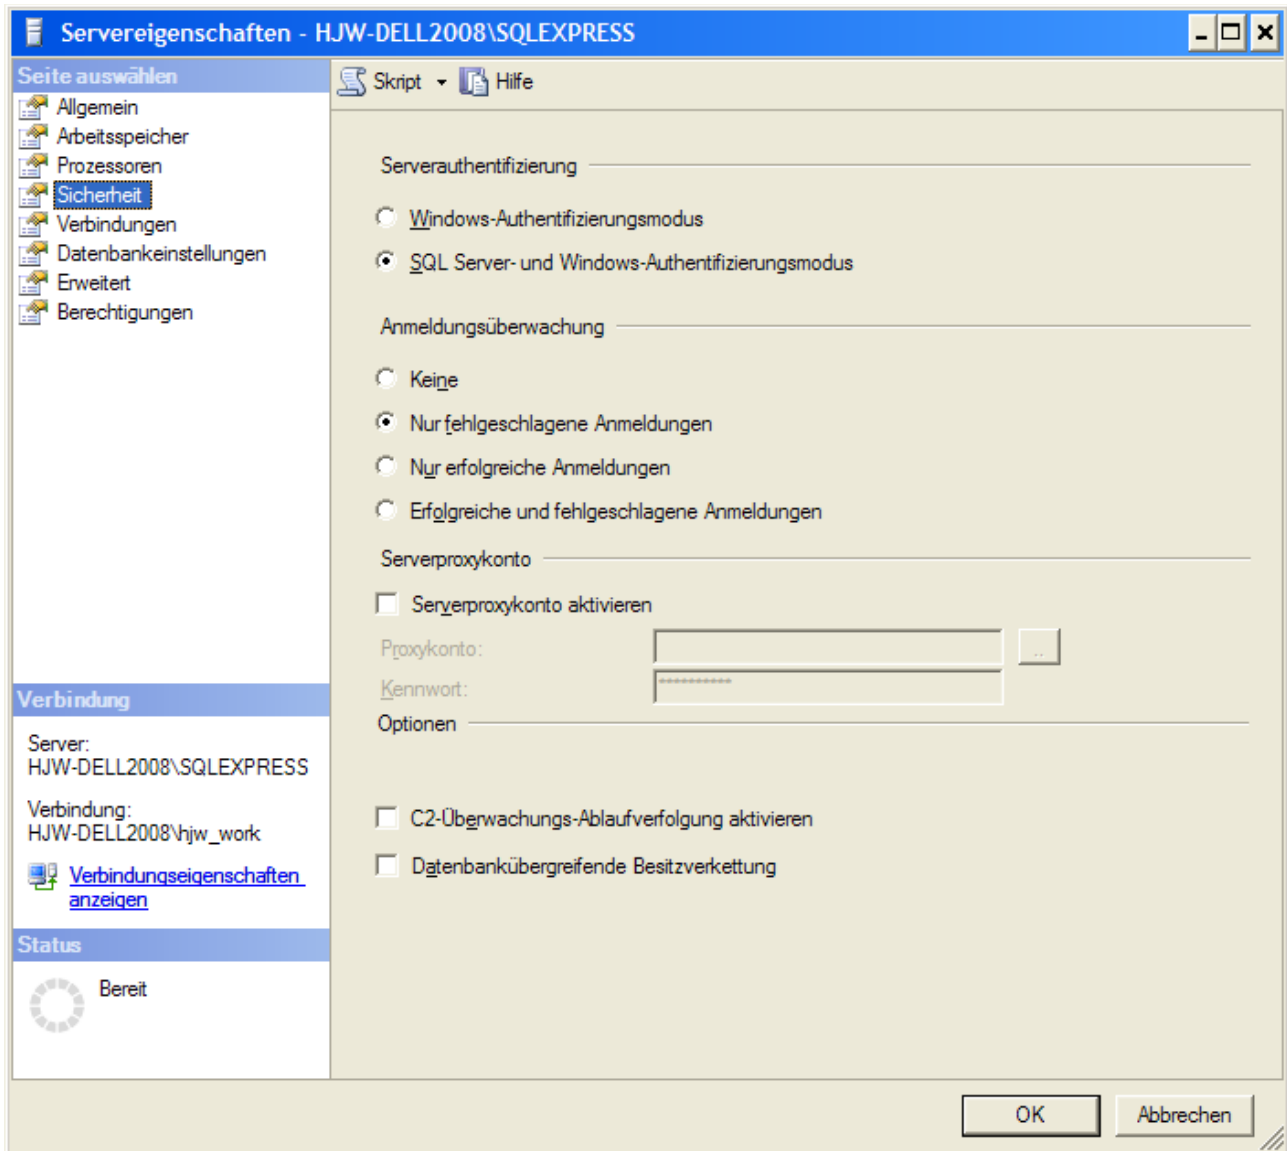 Servereigenschaften - HJW-DELL2008\SQLEXPRESS
Seite auswählen
Allgemein
Arbeitsspeicher
Prozessoren
Sicherheit
Verbindungen
Datenbankeinstellungen
Erweitert
Berechtigungen
Skript
Hilfe
Serverauthentifizierung
Windows-Authentifizierungsmodus
SQL Server- und Windows-Authentifizierungsmodus
Anmeldungsüberwachung
Keine
Nur fehlgeschlagene Anmeldungen
Nur erfolgreiche Anmeldungen
Erfolgreiche und fehlgeschlagene Anmeldungen
Serverproxykonto
Serverproxykonto aktivieren
Proxykonto:
..
Kennwort:
**********
Optionen
C2-Überwachungs-Ablaufverfolgung aktivieren
Datenbankübergreifende Besitzverkettung
Verbindung
Server:
HJW-DELL2008\SQLEXPRESS
Verbindung:
HJW-DELL2008\hjw_work
Verbindungseigenschaften
anzeigen
Status
Bereit
OK
Abbrechen